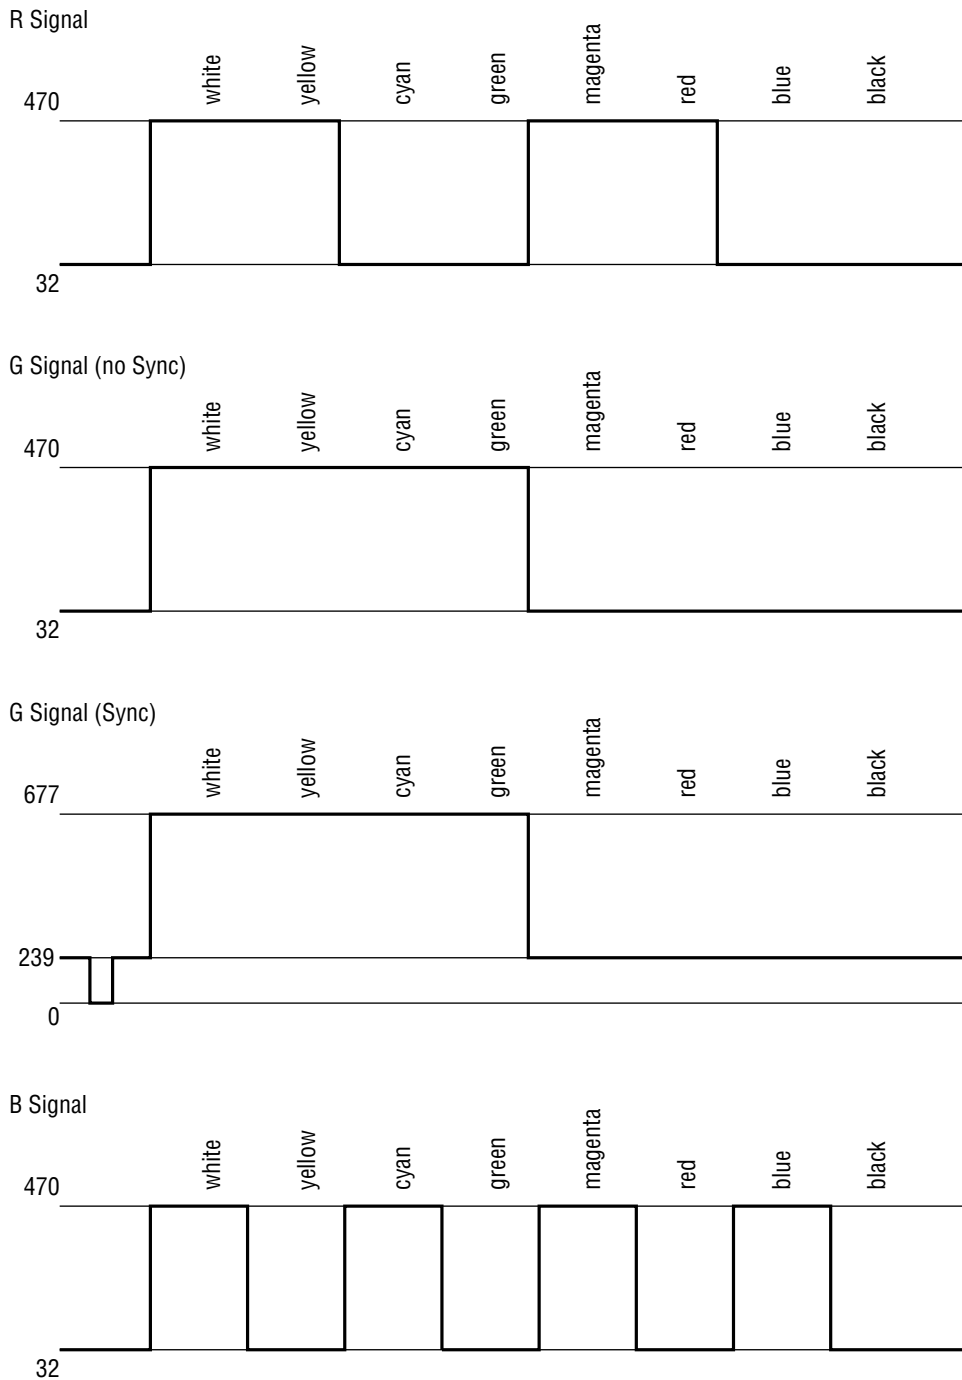 R Signal
white yellow cyan green magenta red blue black
470
32
G Signal (no Sync)
white yellow cyan green magenta red blue black
470
32
G Signal (Sync)
white yellow cyan green magenta red blue black
677
239
0
B Signal
white yellow cyan green magenta red blue black
470
32